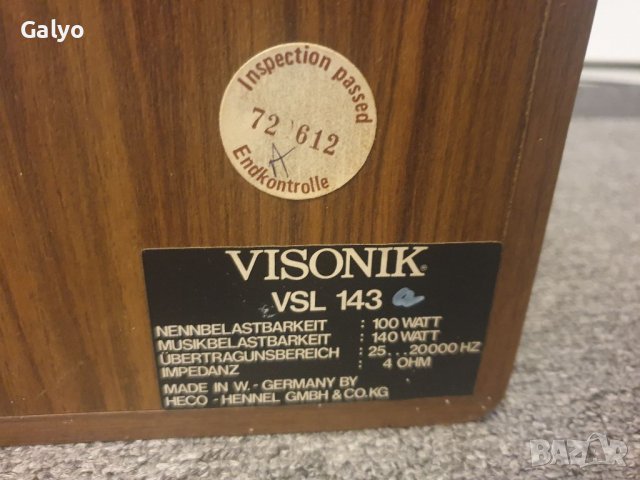 Galyo
Inspection passed
72 612
A
Endkontrolle
VISONIK®
VSL 143 a
NENNBELASTBARKEIT : 100 WATT
MUSIKBELASTBARKEIT : 140 WATT
ÜBERTRAGUNSBEREICH : 25...20000 HZ
IMPEDANZ : 4 OHM
MADE IN W.-GERMANY BY
HECO-HENNEL GMBH & CO.KG
BAZAR